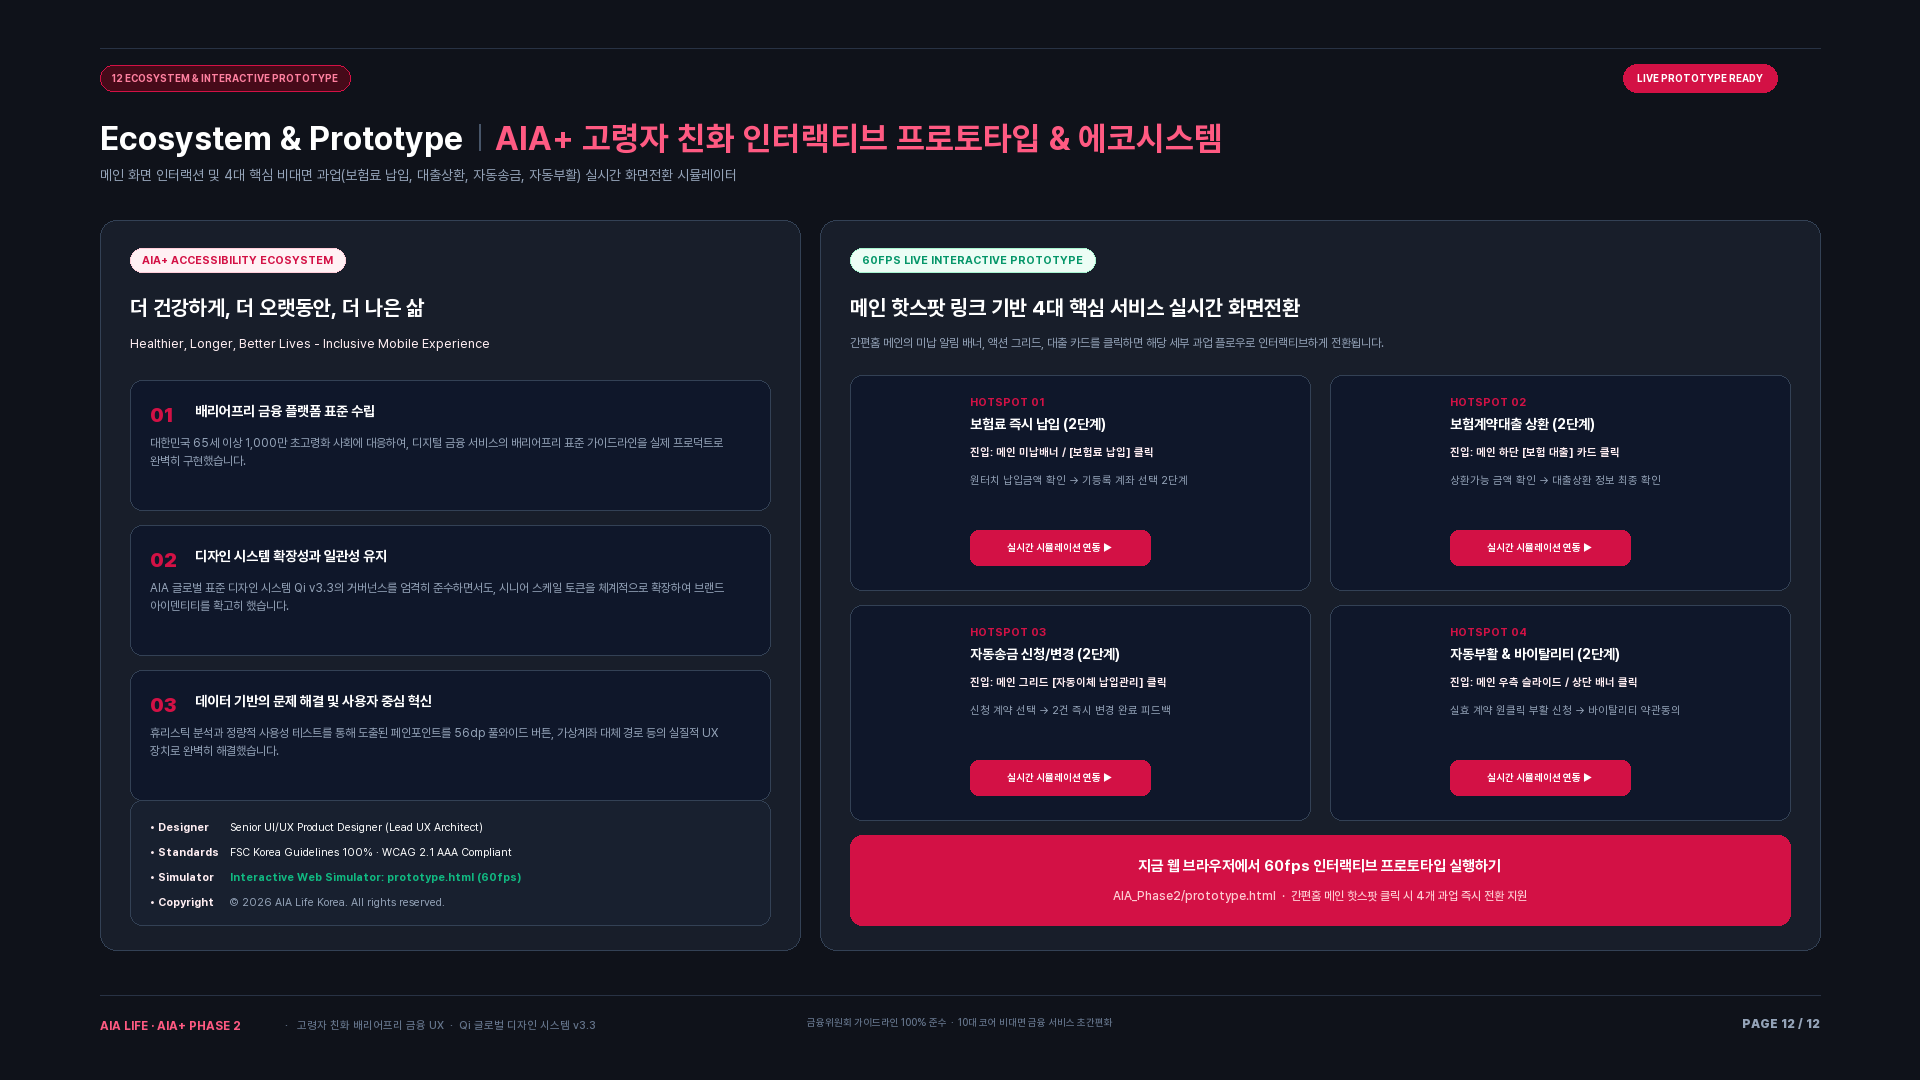 12 ECOSYSTEM & INTERACTIVE PROTOTYPE
LIVE PROTOTYPE READY
Ecosystem & Prototype | AIA+ 고령자 친화 인터랙티브 프로토타입 & 에코시스템
메인 화면 인터랙션 및 4대 핵심 비대면 과업(보험료 납입, 대출상환, 자동송금, 자동부활) 실시간 화면전환 시뮬레이터
AIA+ ACCESSIBILITY ECOSYSTEM
더 건강하게, 더 오랫동안, 더 나은 삶
Healthier, Longer, Better Lives - Inclusive Mobile Experience
01 배리어프리 금융 플랫폼 표준 수립
대한민국 65세 이상 1,000만 초고령화 사회에 대응하여, 디지털 금융 서비스의 배리어프리 표준 가이드라인을 실제 프로덕트로
완벽히 구현했습니다.
02 디자인 시스템 확장성과 일관성 유지
AIA 글로벌 표준 디자인 시스템 Qi v3.3의 거버넌스를 엄격히 준수하면서도, 시니어 스케일 토큰을 체계적으로 확장하여 브랜드
아이덴티티를 확고히 했습니다.
03 데이터 기반의 문제 해결 및 사용자 중심 혁신
휴리스틱 분석과 정량적 사용성 테스트를 통해 도출된 페인포인트를 56dp 풀와이드 버튼, 가상계좌 대체 경로 등의 실질적 UX
장치로 완벽히 해결했습니다.
• Designer Senior UI/UX Product Designer (Lead UX Architect)
• Standards FSC Korea Guidelines 100% · WCAG 2.1 AAA Compliant
• Simulator Interactive Web Simulator: prototype.html (60fps)
• Copyright © 2026 AIA Life Korea. All rights reserved.
60FPS LIVE INTERACTIVE PROTOTYPE
메인 핫스팟 링크 기반 4대 핵심 서비스 실시간 화면전환
간편홈 메인의 미납 알림 배너, 액션 그리드, 대출 카드를 클릭하면 해당 세부 과업 플로우로 인터랙티브하게 전환됩니다.
HOTSPOT 01
보험료 즉시 납입 (2단계)
진입: 메인 미납배너 / [보험료 납입] 클릭
원터치 납입금액 확인 → 기등록 계좌 선택 2단계
실시간 시뮬레이션 연동 ▶
HOTSPOT 02
보험계약대출 상환 (2단계)
진입: 메인 하단 [보험 대출] 카드 클릭
상환가능 금액 확인 → 대출상환 정보 최종 확인
실시간 시뮬레이션 연동 ▶
HOTSPOT 03
자동송금 신청/변경 (2단계)
진입: 메인 그리드 [자동이체 납입관리] 클릭
신청 계약 선택 → 2건 즉시 변경 완료 피드백
실시간 시뮬레이션 연동 ▶
HOTSPOT 04
자동부활 & 바이탈리티 (2단계)
진입: 메인 우측 슬라이드 / 상단 배너 클릭
실효 계약 원클릭 부활 신청 → 바이탈리티 약관동의
실시간 시뮬레이션 연동 ▶
지금 웹 브라우저에서 60fps 인터랙티브 프로토타입 실행하기
AIA_Phase2/prototype.html · 간편홈 메인 핫스팟 클릭 시 4개 과업 즉시 전환 지원
AIA LIFE · AIA+ PHASE 2 · 고령자 친화 배리어프리 금융 UX · Qi 글로벌 디자인 시스템 v3.3
금융위원회 가이드라인 100% 준수 · 10대 코어 비대면 금융 서비스 초간편화
PAGE 12 / 12